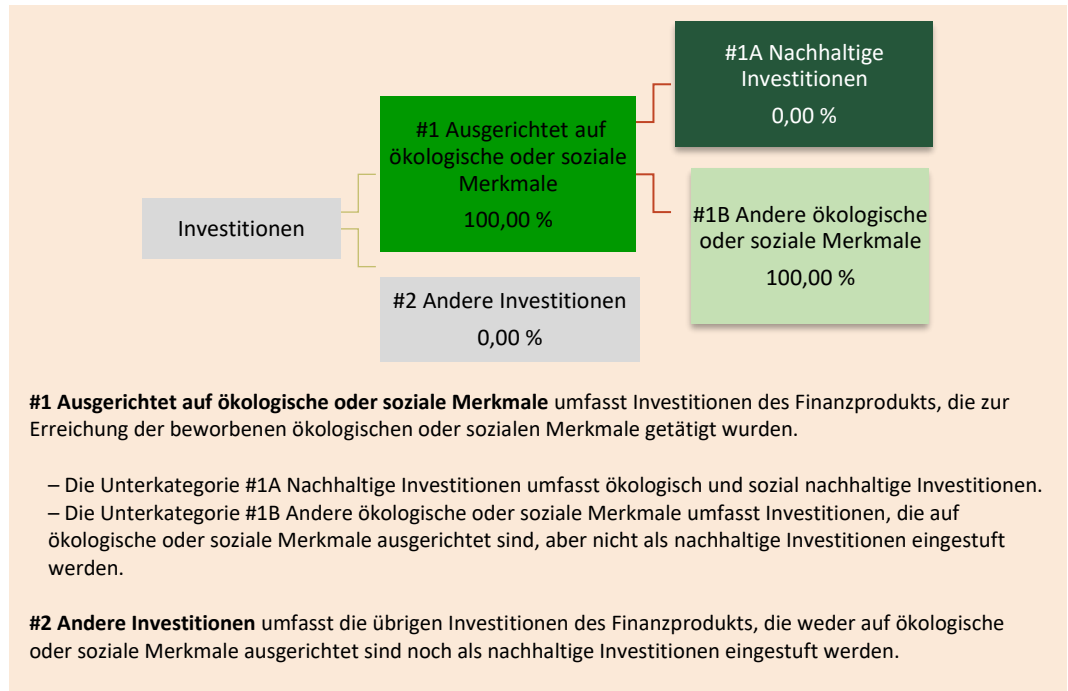 #1A Nachhaltige
Investitionen
0,00 %
#1 Ausgerichtet auf
ökologische oder soziale
Merkmale
100,00 %
Investitionen
#1B Andere ökologische
oder soziale Merkmale
100,00 %
#2 Andere Investitionen
0,00 %
#1 Ausgerichtet auf ökologische oder soziale Merkmale umfasst Investitionen des Finanzprodukts, die zur
Erreichung der beworbenen ökologischen oder sozialen Merkmale getätigt wurden.
– Die Unterkategorie #1A Nachhaltige Investitionen umfasst ökologisch und sozial nachhaltige Investitionen.
– Die Unterkategorie #1B Andere ökologische oder soziale Merkmale umfasst Investitionen, die auf
ökologische oder soziale Merkmale ausgerichtet sind, aber nicht als nachhaltige Investitionen eingestuft
werden.
#2 Andere Investitionen umfasst die übrigen Investitionen des Finanzprodukts, die weder auf ökologische
oder soziale Merkmale ausgerichtet sind noch als nachhaltige Investitionen eingestuft werden.